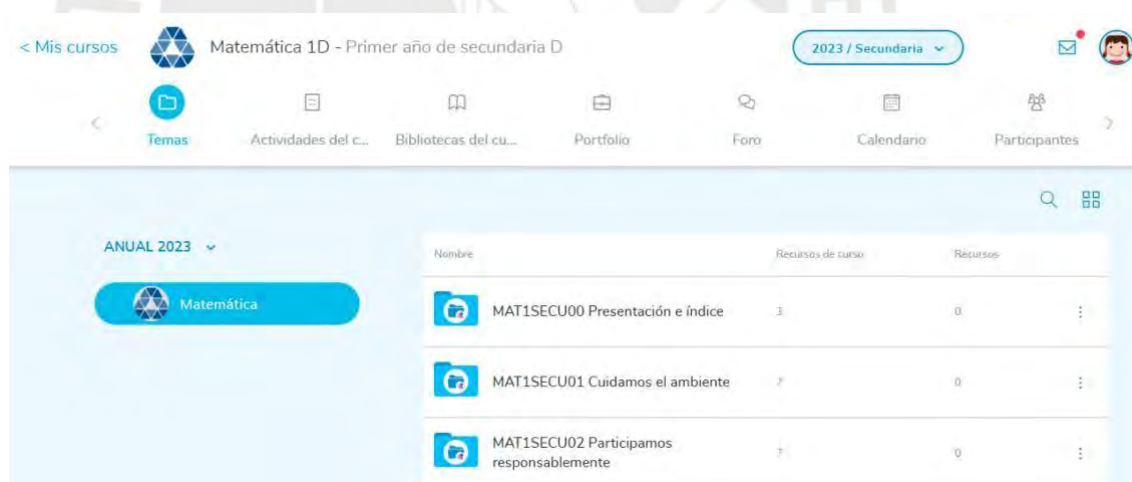 < Mis cursos
Matemática 1D - Primer año de secundaria D
2023 / Secundaria
Temas
Actividades del c...
Bibliotecas del cu...
Portfolio
Foro
Calendario
Participantes
ANUAL 2023
Matemática
Nombre
Recursos de curso
Recursos
MAT1SECU00 Presentación e índice
3
0
MAT1SECU01 Cuidamos el ambiente
7
0
MAT1SECU02 Participamos
responsablemente
7
0